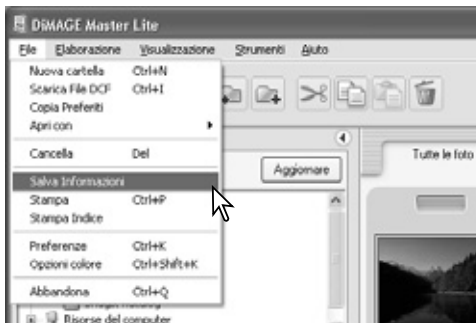 DiMAGE Master Lite
File Elaborazione Visualizzazione Strumenti Aiuto
Nuova cartella Ctrl+N
Scarica File DCF Ctrl+I
Copia Preferiti
Apri con
Cancella Del
Salva Informazioni
Stampa Ctrl+P
Stampa Indice
Preferenze Ctrl+K
Opzioni colore Ctrl+Shift+K
Abbandona Ctrl+Q
Aggiornare
Tutte le foto
Risorse del computer